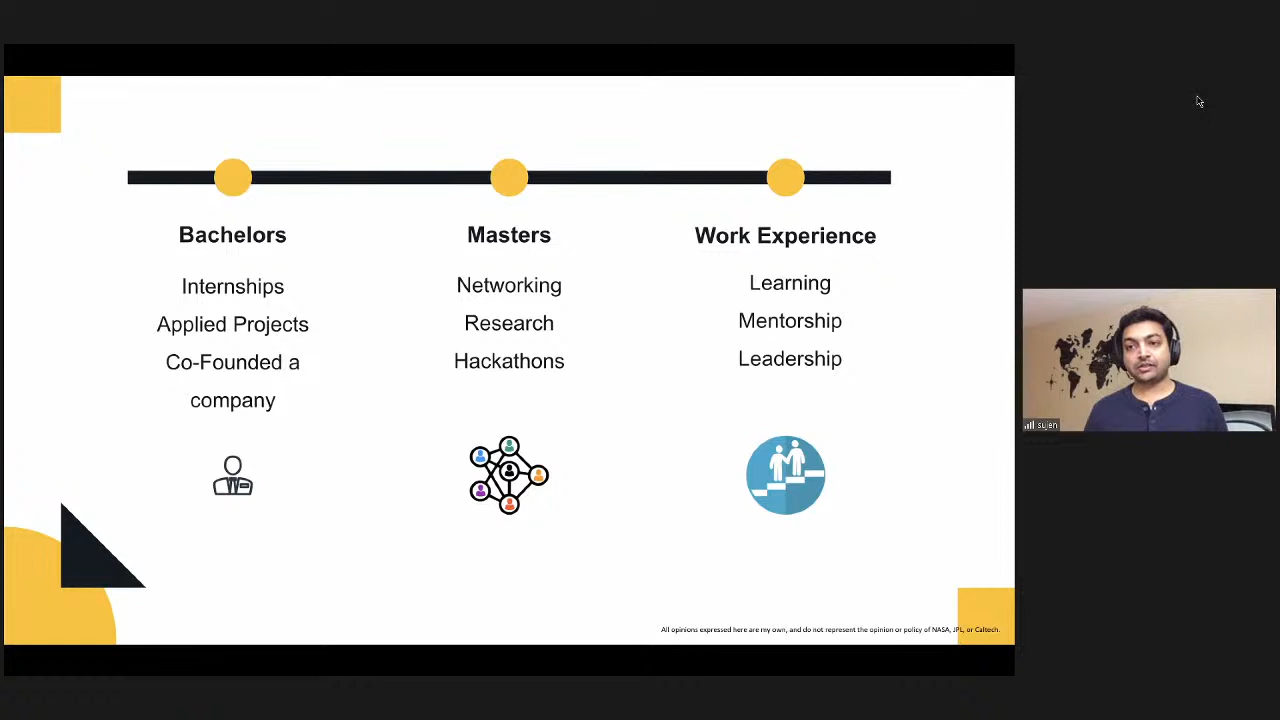 Bachelors
Internships
Applied Projects
Co-Founded a
company
Masters
Networking
Research
Hackathons
Work Experience
Learning
Mentorship
Leadership
All opinions expressed here are my own, and do not represent the opinion or policy of NASA, JPL, or Caltech.
sujen